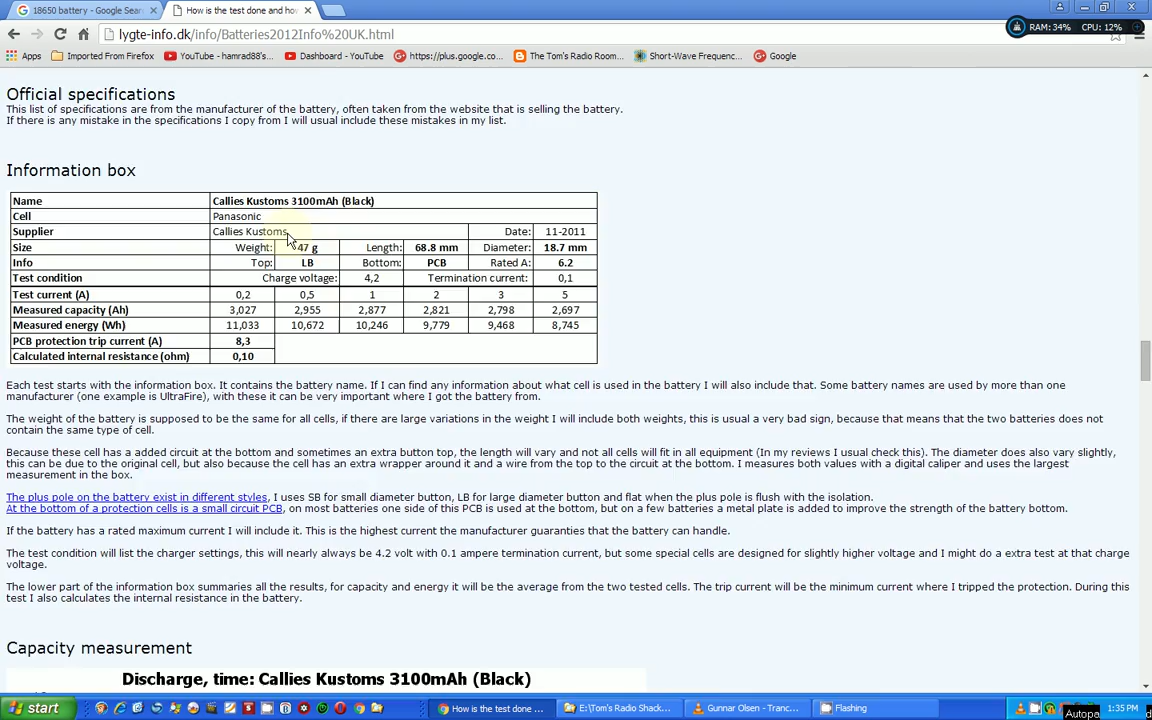 18650 battery - Google Sear
How is the test done and ho
lygte-info.dk/info/Batteries2012Info%20UK.html
RAM: 34% CPU: 12%
Apps
Imported From Firefox
YouTube - hamrad88's...
Dashboard - YouTube
https://plus.google.co...
The Tom's Radio Room...
Short-Wave Frequenc...
Google
Official specifications
This list of specifications are from the manufacturer of the battery, often taken from the website that is selling the battery.
If there is any mistake in the specifications I copy from I will usual include these mistakes in my list.
Information box
Name Callies Kustoms 3100mAh (Black)
Cell Panasonic
Supplier Callies Kustoms Date: 11-2011
Size Weight: 47 g Length: 68.8 mm Diameter: 18.7 mm
Info Top: LB Bottom: PCB Rated A: 6.2
Test condition Charge voltage: 4,2 Termination current: 0,1
Test current (A) 0,2 0,5 1 2 3 5
Measured capacity (Ah) 3,027 2,955 2,877 2,821 2,798 2,697
Measured energy (Wh) 11,033 10,672 10,246 9,779 9,468 8,745
PCB protection trip current (A) 8,3
Calculated internal resistance (ohm) 0,10
Each test starts with the information box. It contains the battery name. If I can find any information about what cell is used in the battery I will also include that. Some battery names are used by more than one
manufacturer (one example is UltraFire), with these it can be very important where I got the battery from.
The weight of the battery is supposed to be the same for all cells, if there are large variations in the weight I will include both weights, this is usual a very bad sign, because that means that the two batteries does not
contain the same type of cell.
Because these cell has a added circuit at the bottom and sometimes an extra button top, the length will vary and not all cells will fit in all equipment (In my reviews I usual check this). The diameter does also vary slightly,
this can be due to the original cell, but also because the cell has an extra wrapper around it and a wire from the top to the circuit at the bottom. I measures both values with a digital caliper and uses the largest
measurement in the box.
The plus pole on the battery exist in different styles, I uses SB for small diameter button, LB for large diameter button and flat when the plus pole is flush with the isolation.
At the bottom of a protection cells is a small circuit PCB, on most batteries one side of this PCB is used at the bottom, but on a few batteries a metal plate is added to improve the strength of the battery bottom.
If the battery has a rated maximum current I will include it. This is the highest current the manufacturer guaranties that the battery can handle.
The test condition will list the charger settings, this will nearly always be 4.2 volt with 0.1 ampere termination current, but some special cells are designed for slightly higher voltage and I might do a extra test at that charge
voltage.
The lower part of the information box summaries all the results, for capacity and energy it will be the average from the two tested cells. The trip current will be the minimum current where I tripped the protection. During this
test I also calculates the internal resistance in the battery.
Capacity measurement
Discharge, time: Callies Kustoms 3100mAh (Black)
start
How is the test done ...
E:\Tom's Radio Shack...
Gunnar Olsen - Tranc...
Flashing
Autopa
1:35 PM